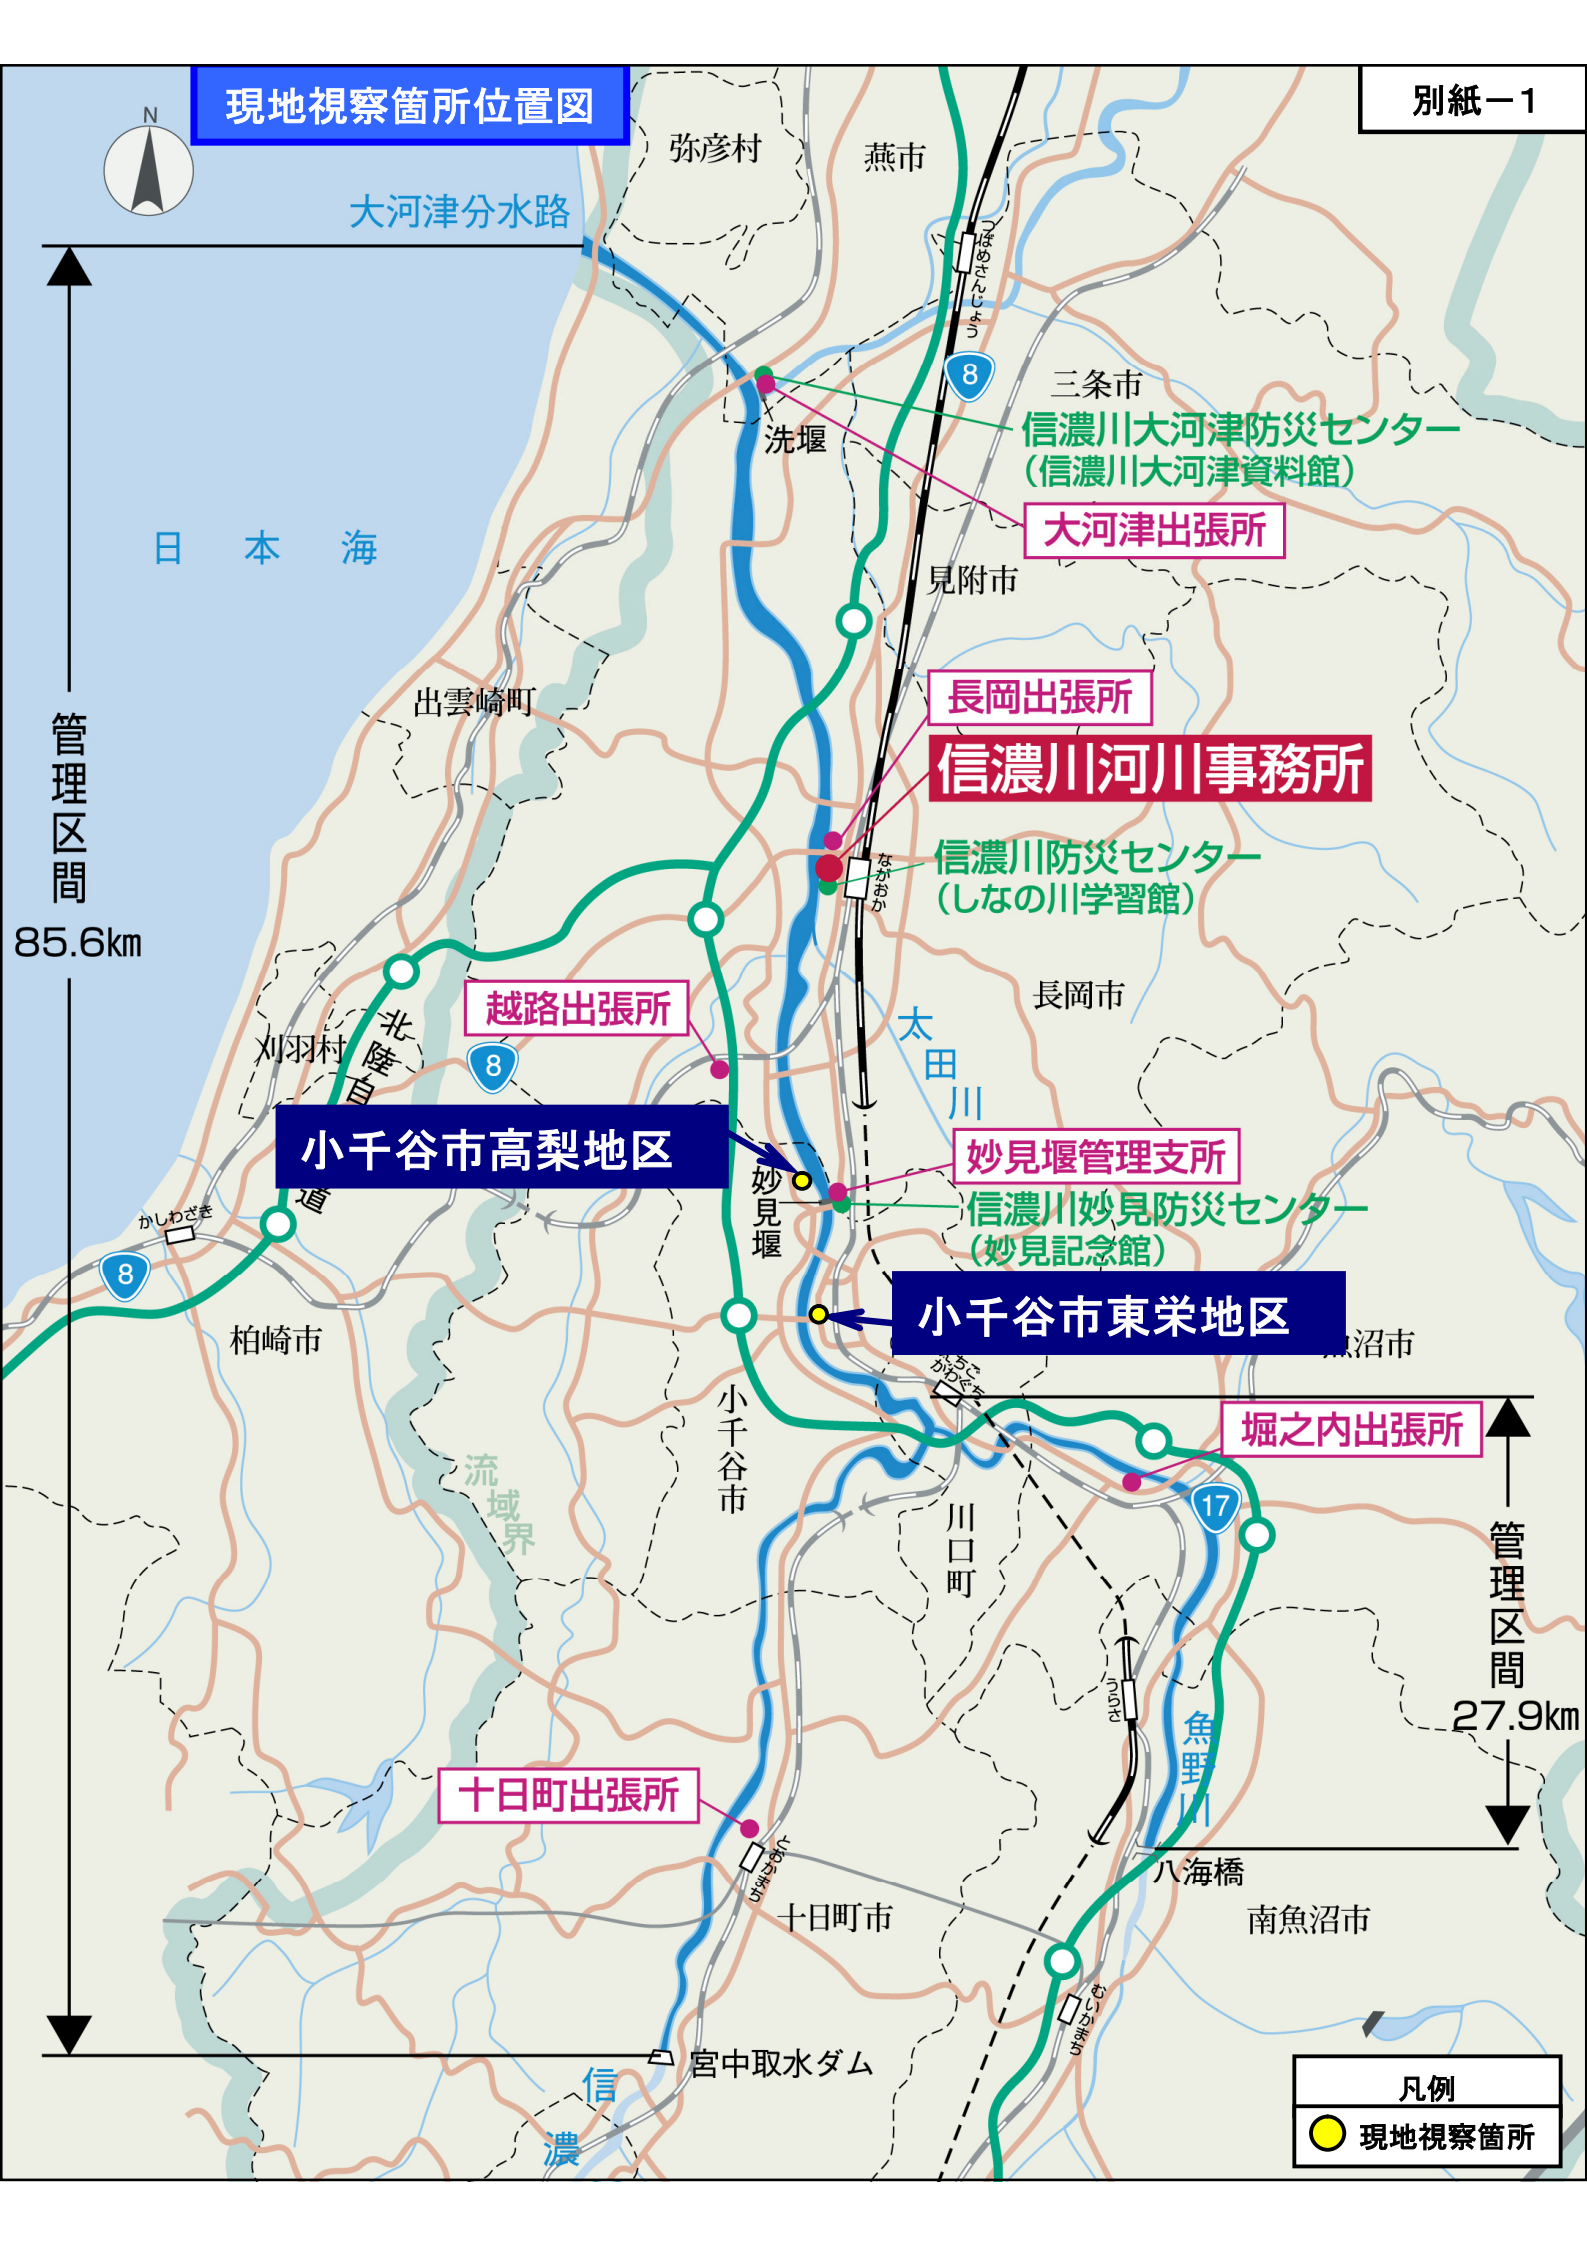 現地視察箇所位置図
別紙－1
N
弥彦村
燕市
大河津分水路
つばめさんじょう
8
三条市
信濃川大河津防災センター
（信濃川大河津資料館）
洗堰
大河津出張所
日本海
見附市
長岡出張所
出雲崎町
管理区間
85.6km
信濃川河川事務所
信濃川防災センター
（しなの川学習館）
ながおか
越路出張所
長岡市
太田川
刈羽村
北陸自
道
8
小千谷市高梨地区
妙見堰管理支所
妙見堰
信濃川妙見防災センター
（妙見記念館）
かしわざき
8
小千谷市東栄地区
柏崎市
魚沼市
えちごかわぐち
小千谷市
堀之内出張所
流域界
17
川口町
管理区間
27.9km
うらさ
魚野川
十日町出張所
とおかまち
八海橋
十日町市
南魚沼市
むいかまち
宮中取水ダム
信濃
凡例
現地視察箇所